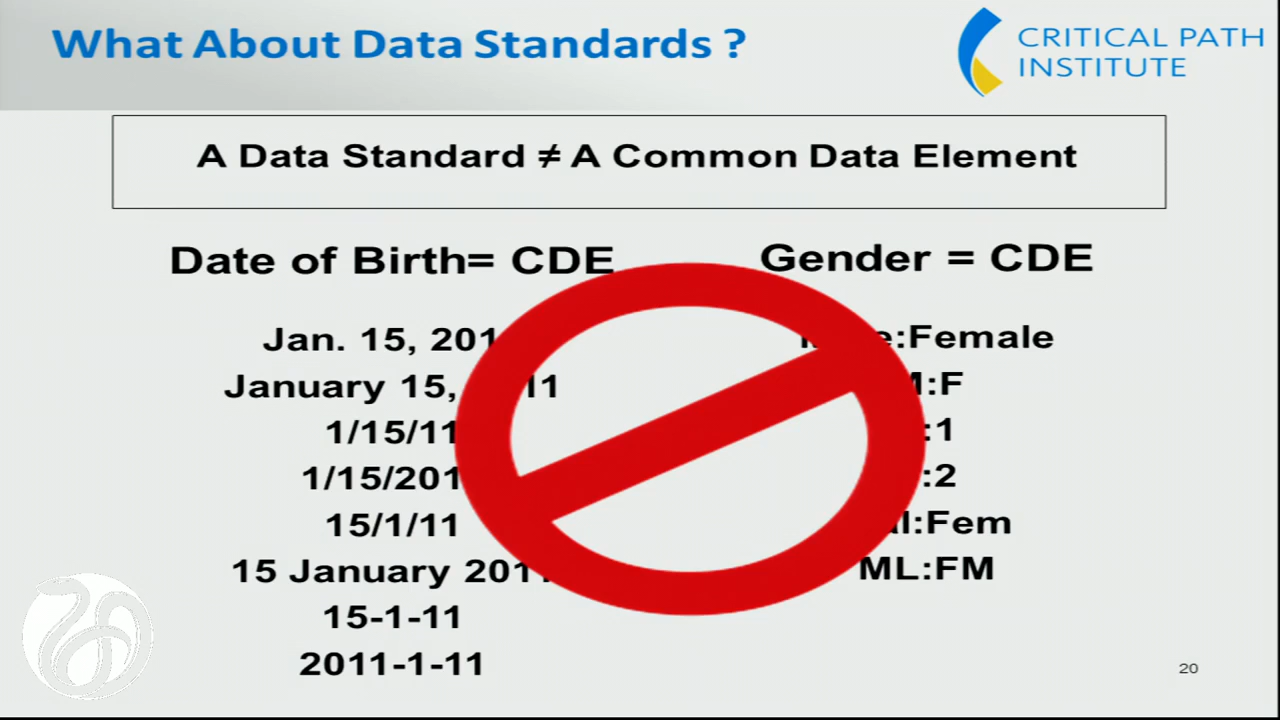 What About Data Standards ?
CRITICAL PATH
INSTITUTE
A Data Standard ≠ A Common Data Element
Date of Birth= CDE
Jan. 15, 201
January 15, 11
1/15/11
1/15/201
15/1/11
15 January 201
15-1-11
2011-1-11
Gender = CDE
:Female
:F
:1
:2
:Fem
ML:FM
20